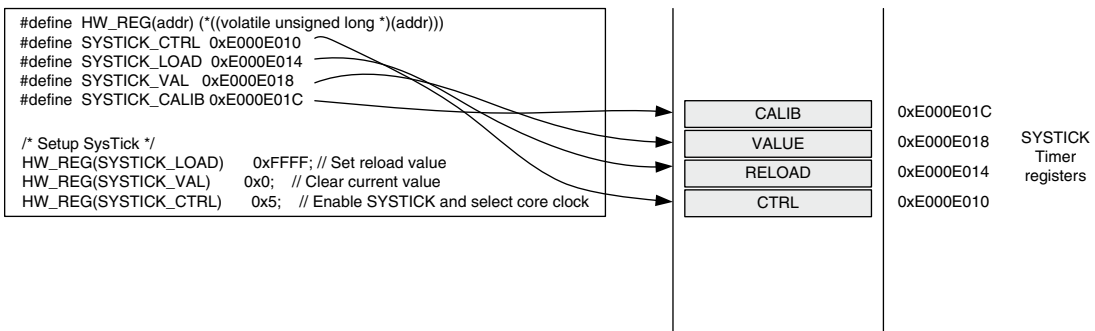 #define HW_REG(addr) (*((volatile unsigned long *)(addr)))
#define SYSTICK_CTRL 0xE000E010
#define SYSTICK_LOAD 0xE000E014
#define SYSTICK_VAL 0xE000E018
#define SYSTICK_CALIB 0xE000E01C
/* Setup SysTick */
HW_REG(SYSTICK_LOAD) 0xFFFF; // Set reload value
HW_REG(SYSTICK_VAL) 0x0; // Clear current value
HW_REG(SYSTICK_CTRL) 0x5; // Enable SYSTICK and select core clock
CALIB 0xE000E01C
VALUE 0xE000E018
RELOAD 0xE000E014
CTRL 0xE000E010
SYSTICK
Timer
registers